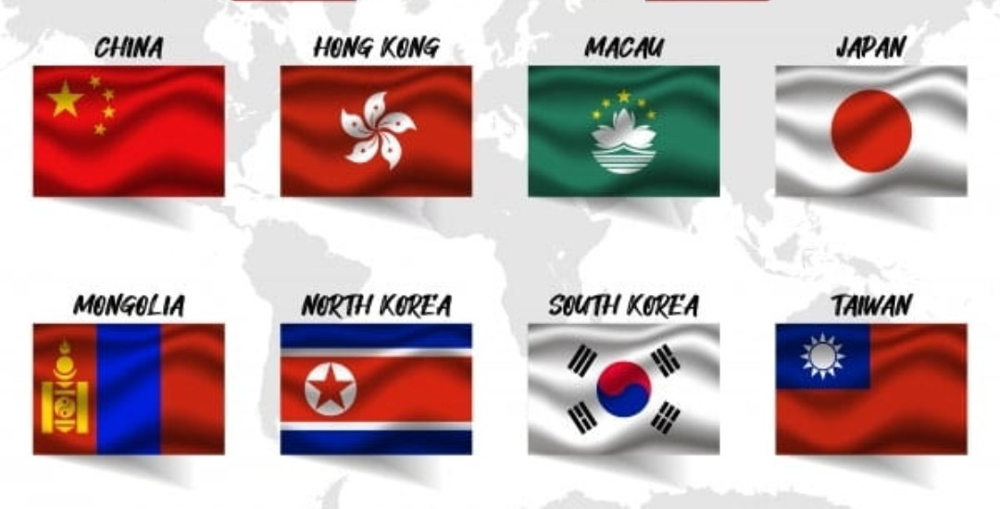 CHINA
HONG KONG
MACAU
JAPAN
MONGOLIA
NORTH KOREA
SOUTH KOREA
TAIWAN